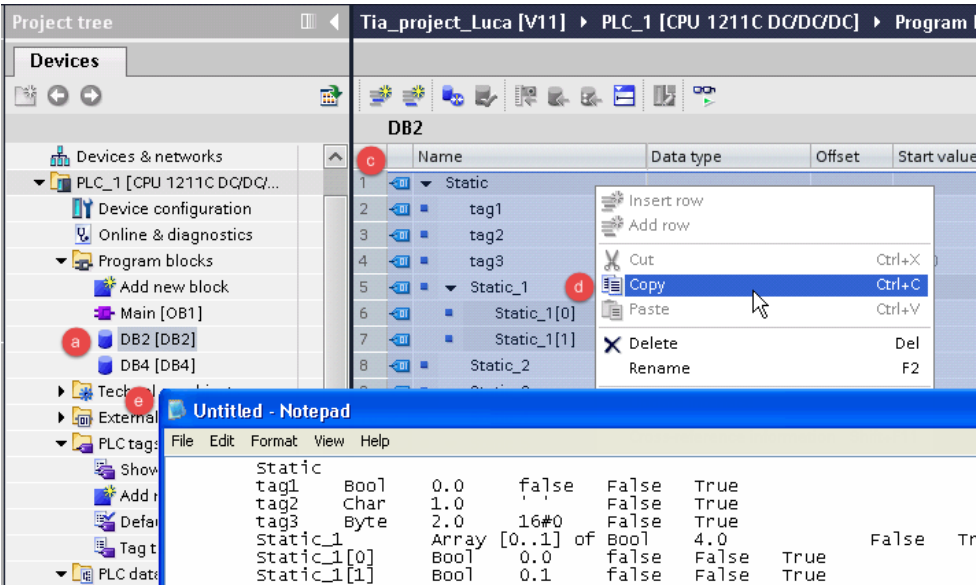 Project tree
Tia_project_Luca [V11] ▸ PLC_1 [CPU 1211C DC/DC/DC] ▸ Program
Devices
DB2
Devices & networks
PLC_1 [CPU 1211C DC/DC/...
Device configuration
Online & diagnostics
Program blocks
Add new block
Main [OB1]
a
DB2 [DB2]
DB4 [DB4]
e
External
PLC tags
Show
Add
Tag t
PLC data
c
Name Data type Offset Start value
1 Static
2 tag1
3 tag2
4 tag3
5 Static_1
6 Static_1[0]
7 Static_1[1]
8 Static_2
Insert row
Add row
Cut Ctrl+X
d
Copy Ctrl+C
Paste Ctrl+V
Delete Del
Rename F2
Untitled - Notepad
File Edit Format View Help
Static
tag1 Bool 0.0 false False True
tag2 Char 1.0 ' ' False True
tag3 Byte 2.0 16#0 False True
Static_1 Array [0..1] of Bool 4.0 False Tr
Static_1[0] Bool 0.0 false False True
Static_1[1] Bool 0.1 false False True